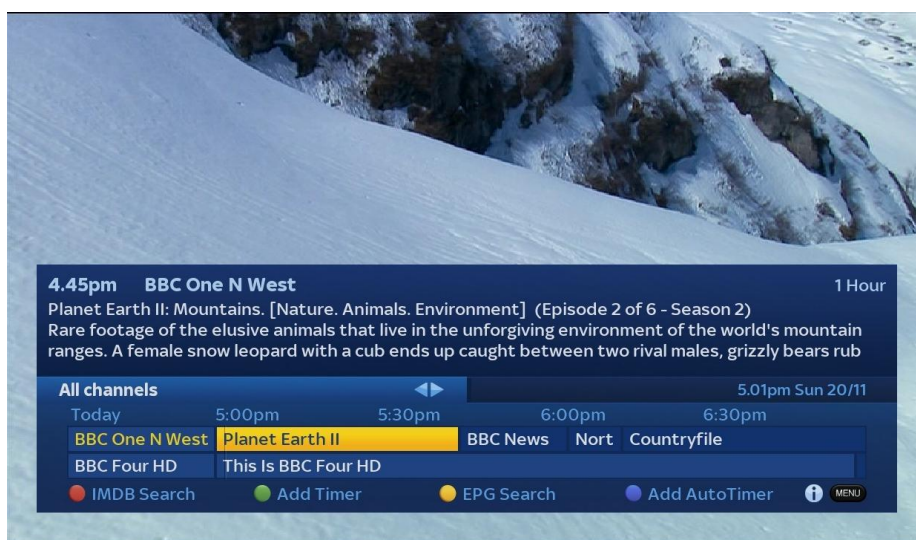 4.45pm BBC One N West 1 Hour
Planet Earth II: Mountains. [Nature. Animals. Environment] (Episode 2 of 6 - Season 2)
Rare footage of the elusive animals that live in the unforgiving environment of the world's mountain
ranges. A female snow leopard with a cub ends up caught between two rival males, grizzly bears rub
All channels 5.01pm Sun 20/11
Today 5:00pm 5:30pm 6:00pm 6:30pm
BBC One N West Planet Earth II BBC News Nort Countryfile
BBC Four HD This Is BBC Four HD
IMDB Search Add Timer EPG Search Add AutoTimer i MENU